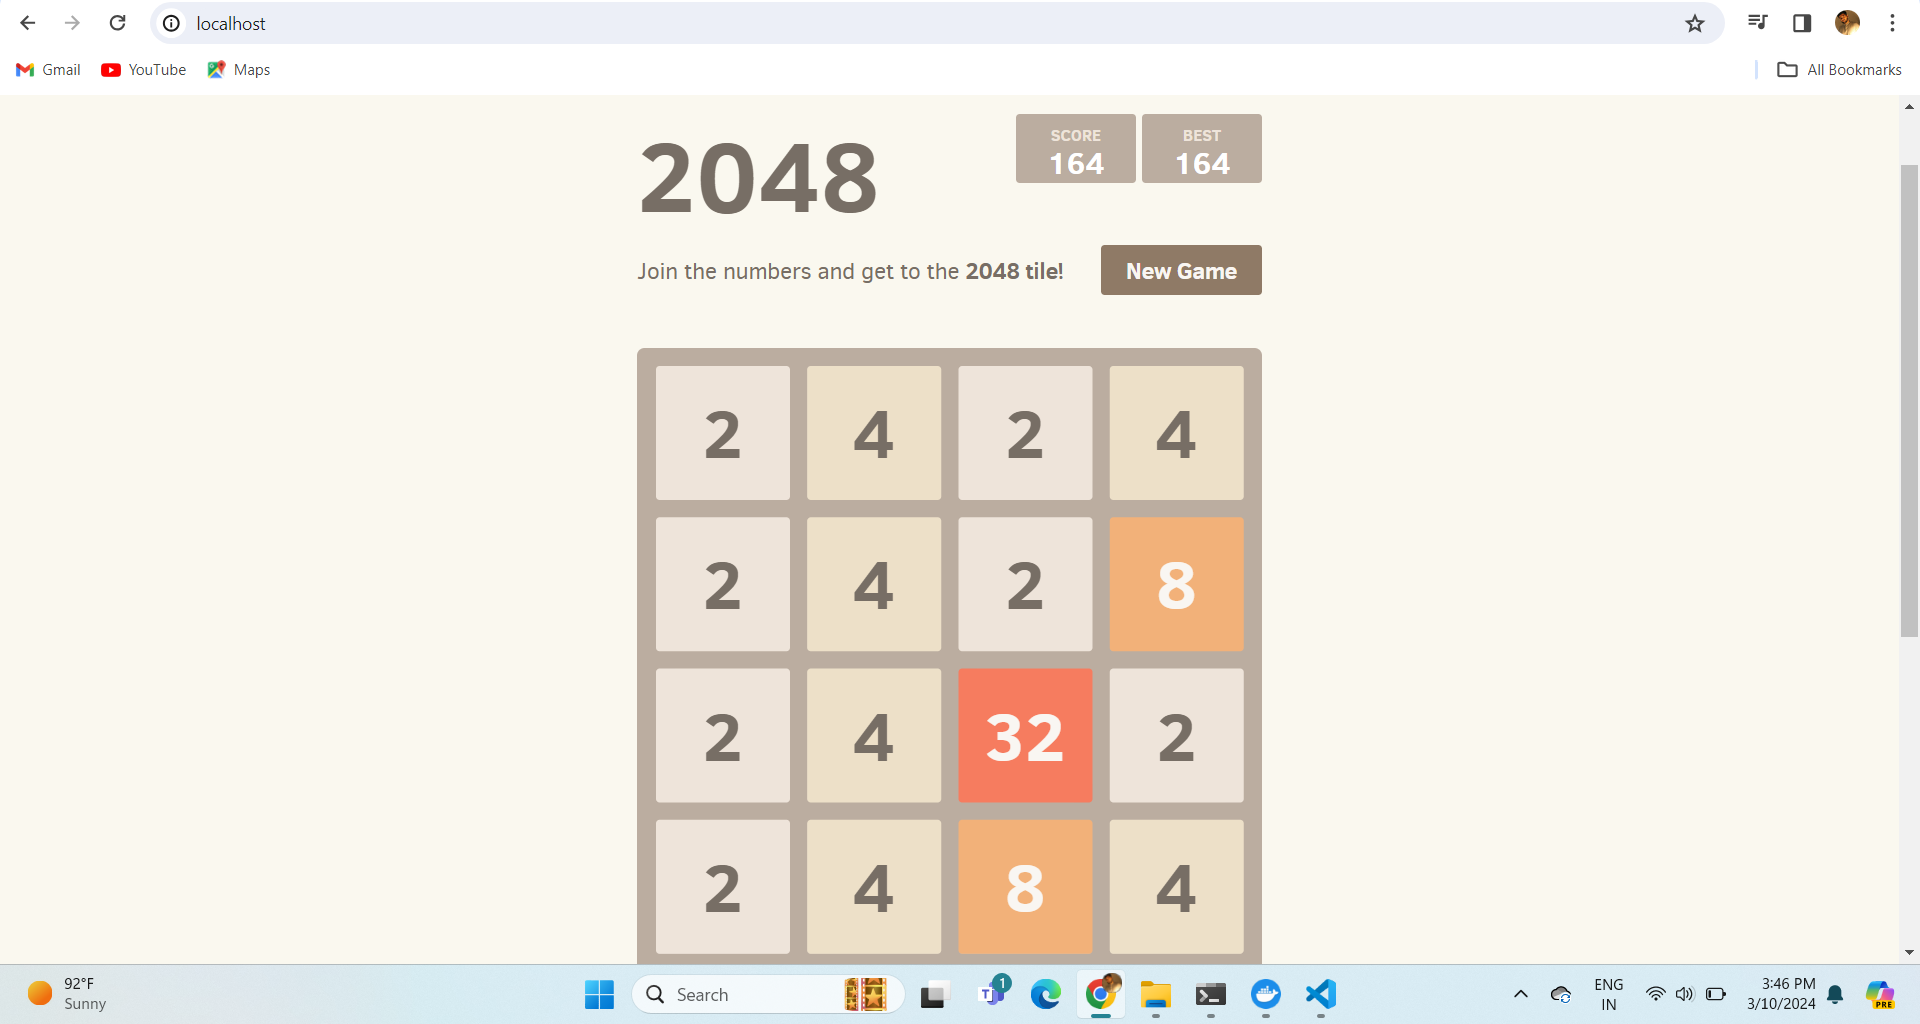 localhost
Gmail YouTube Maps All Bookmarks
2048
SCORE BEST
164 164
Join the numbers and get to the 2048 tile! New Game
2 4 2 4
2 4 2 8
2 4 32 2
2 4 8 4
92°F
Sunny
Search
T 1
ENG
IN
3:46 PM
3/10/2024
PRE